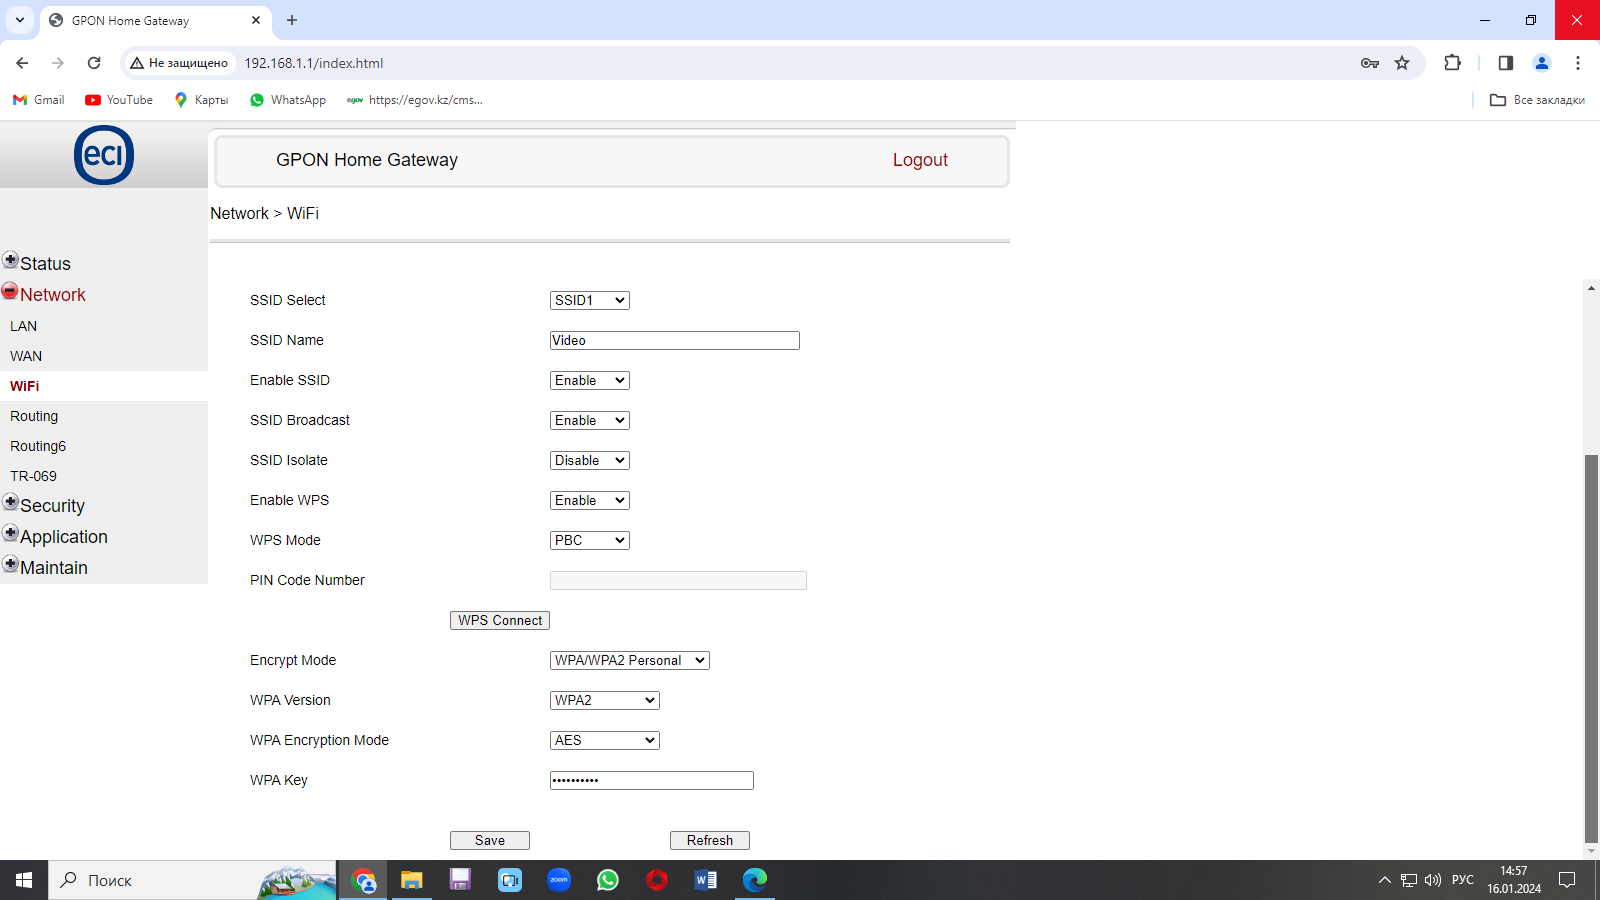 GPON Home Gateway
Не защищено
192.168.1.1/index.html
Gmail
YouTube
Карты
WhatsApp
egov
https://egov.kz/cms...
Все закладки
eci
GPON Home Gateway
Logout
Network > WiFi
Status
Network
LAN
WAN
WiFi
Routing
Routing6
TR-069
Security
Application
Maintain
SSID Select
SSID1
SSID Name
Video
Enable SSID
Enable
SSID Broadcast
Enable
SSID Isolate
Disable
Enable WPS
Enable
WPS Mode
PBC
PIN Code Number
WPS Connect
Encrypt Mode
WPA/WPA2 Personal
WPA Version
WPA2
WPA Encryption Mode
AES
WPA Key
••••••••••
Save
Refresh
Поиск
zoom
W
РУС
14:57
16.01.2024